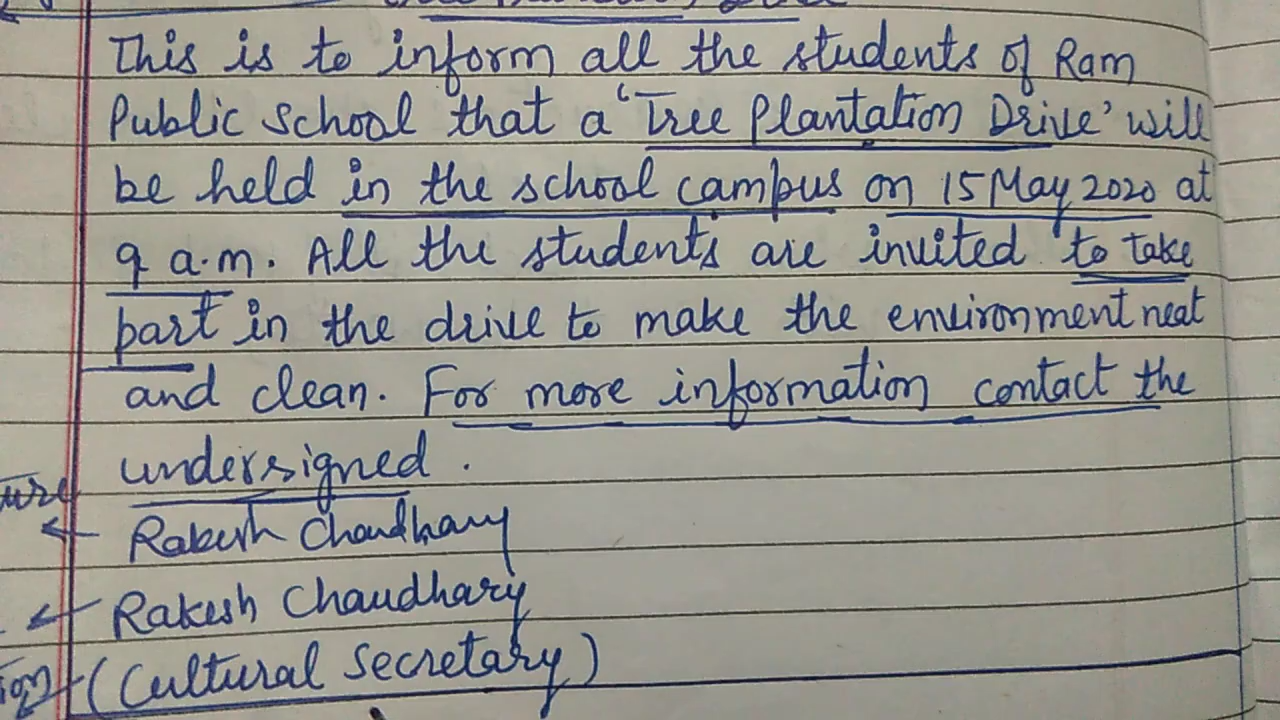 This is to inform all the students of Ram
Public School that a 'Tree Plantation Drive' will
be held in the school campus on 15 May 2020 at
9 a.m. All the students are invited to take
part in the drive to make the environment neat
and clean. For more information contact the
undersigned.
Rakesh Chaudhary
Rakesh Chaudhary
(Cultural Secretary)